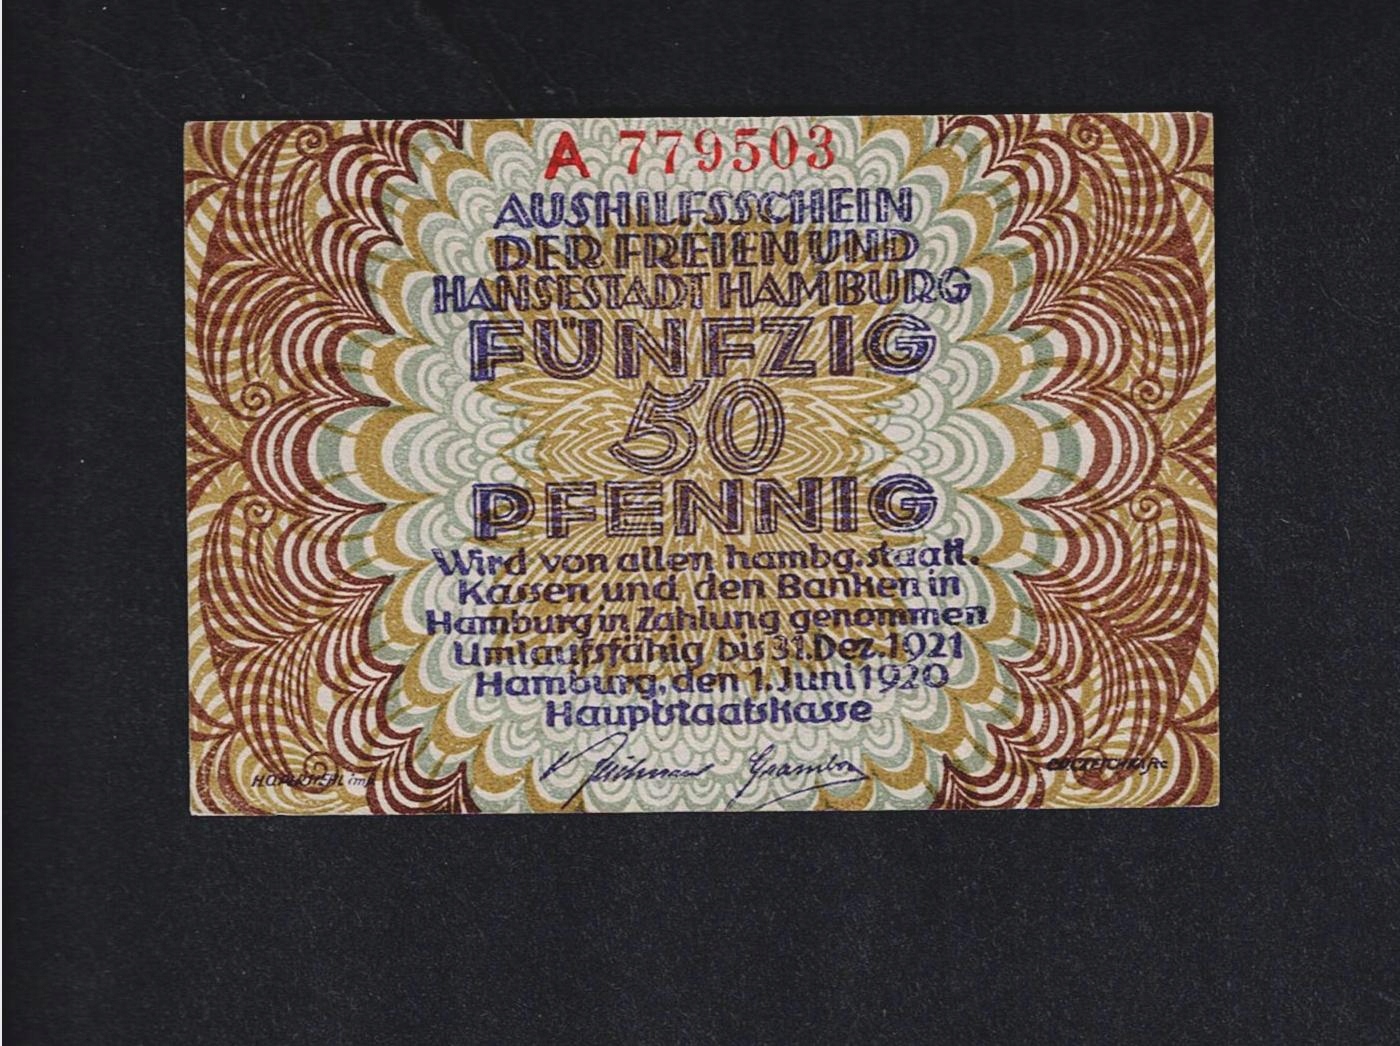 A 779503
AUSHILFSSCHEIN
DER FREIEN UND
HANSESTADT HAMBURG
FÜNFZIG
50
PFENNIG
Wird von allen hambg. staatl.
Kassen und den Banken in
Hamburg in Zahlung genommen
Umlaufsfähig bis 31. Dez. 1921
Hamburg, den 1. Juni 1920
Hauptstaatskasse